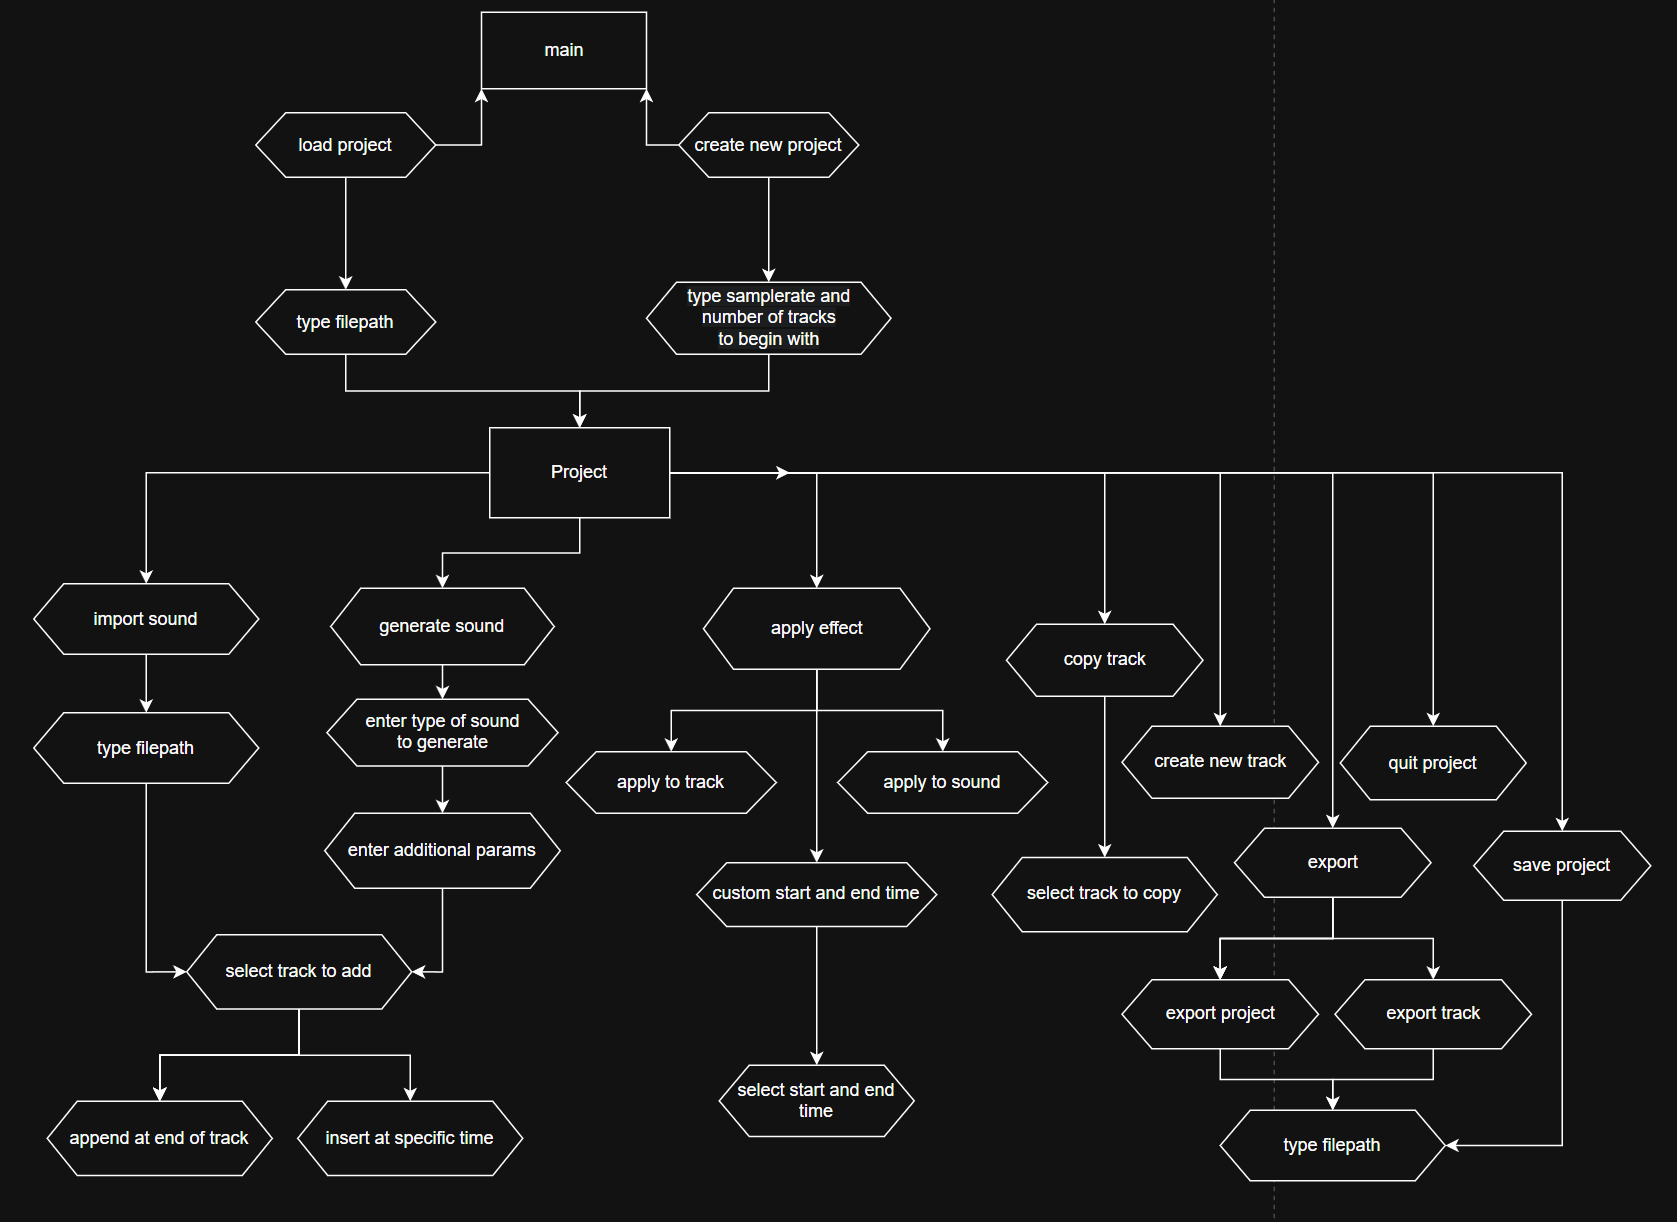 main
load project
create new project
type filepath
type samplerate and
number of tracks
to begin with
Project
import sound
generate sound
apply effect
copy track
type filepath
enter type of sound
to generate
apply to track
apply to sound
create new track
quit project
enter additional params
custom start and end time
select track to copy
export
save project
select track to add
export project
export track
select start and end
time
append at end of track
insert at specific time
type filepath